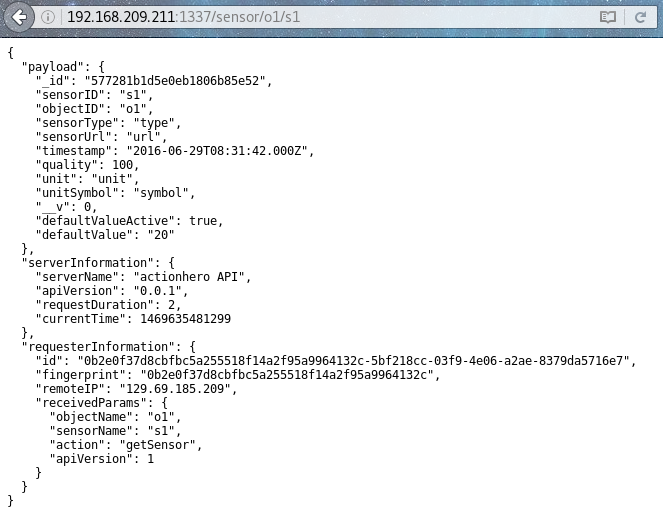 192.168.209.211:1337/sensor/o1/s1
{
  "payload": {
    "_id": "577281b1d5e0eb1806b85e52",
    "sensorID": "s1",
    "objectID": "o1",
    "sensorType": "type",
    "sensorUrl": "url",
    "timestamp": "2016-06-29T08:31:42.000Z",
    "quality": 100,
    "unit": "unit",
    "unitSymbol": "symbol",
    "__v": 0,
    "defaultValueActive": true,
    "defaultValue": "20"
  },
  "serverInformation": {
    "serverName": "actionhero API",
    "apiVersion": "0.0.1",
    "requestDuration": 2,
    "currentTime": 1469635481299
  },
  "requesterInformation": {
    "id": "0b2e0f37d8cbfbc5a255518f14a2f95a9964132c-5bf218cc-03f9-4e06-a2ae-8379da5716e7",
    "fingerprint": "0b2e0f37d8cbfbc5a255518f14a2f95a9964132c",
    "remoteIP": "129.69.185.209",
    "receivedParams": {
      "objectName": "o1",
      "sensorName": "s1",
      "action": "getSensor",
      "apiVersion": 1
    }
  }
}